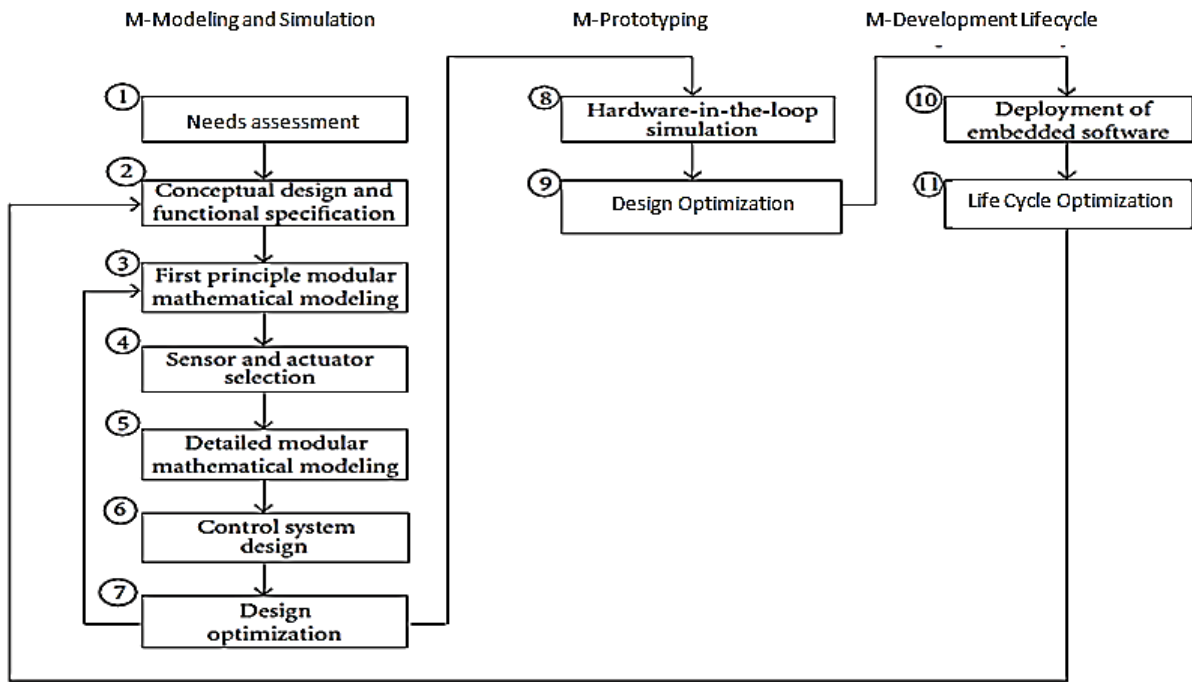 M-Modeling and Simulation
M-Prototyping
M-Development Lifecycle
1
Needs assessment
2
Conceptual design and
functional specification
3
First principle modular
mathematical modeling
4
Sensor and actuator
selection
5
Detailed modular
mathematical modeling
6
Control system
design
7
Design
optimization
8
Hardware-in-the-loop
simulation
9
Design Optimization
10
Deployment of
embedded software
11
Life Cycle Optimization